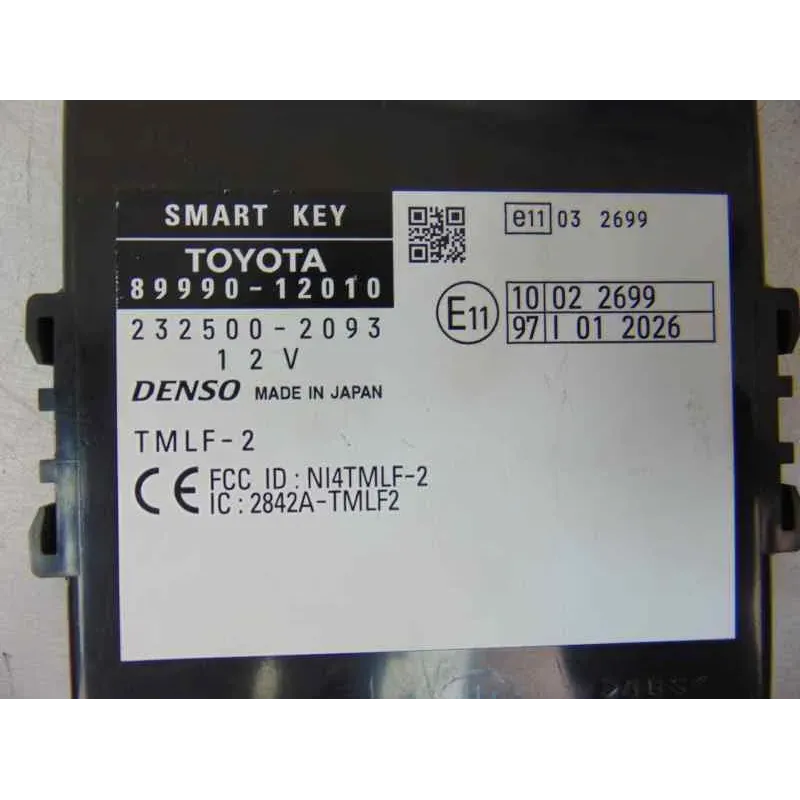 SMART KEY
TOYOTA
89990-12010
232500-2093
12V
DENSO MADE IN JAPAN
TMLF-2
CE FCC ID : NI4TMLF-2
IC : 2842A-TMLF2
e11 03 2699
E11
10 02 2699
97 I 01 2026